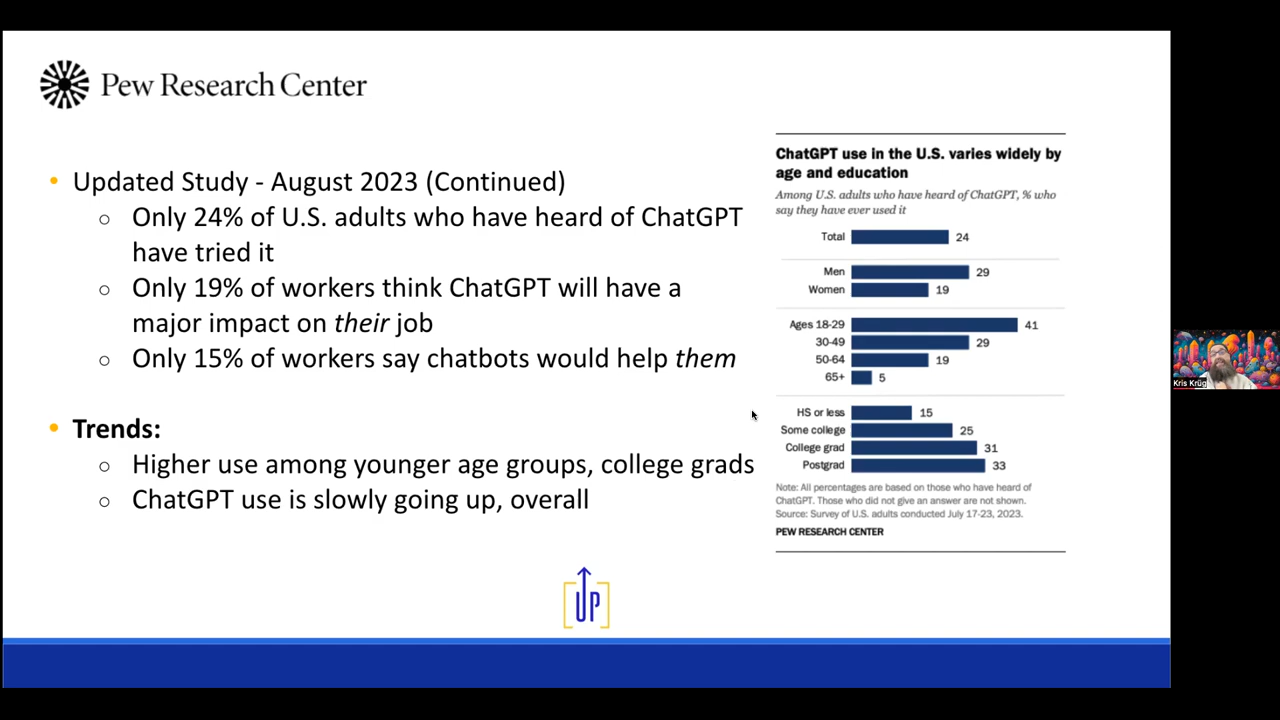 Pew Research Center
• Updated Study - August 2023 (Continued)
○ Only 24% of U.S. adults who have heard of ChatGPT
have tried it
○ Only 19% of workers think ChatGPT will have a
major impact on their job
○ Only 15% of workers say chatbots would help them
• Trends:
○ Higher use among younger age groups, college grads
○ ChatGPT use is slowly going up, overall
UP
ChatGPT use in the U.S. varies widely by
age and education
Among U.S. adults who have heard of ChatGPT, % who
say they have ever used it
Total 24
Men 29
Women 19
Ages 18-29 41
30-49 29
50-64 19
65+ 5
HS or less 15
Some college 25
College grad 31
Postgrad 33
Note: All percentages are based on those who have heard of
ChatGPT. Those who did not give an answer are not shown.
Source: Survey of U.S. adults conducted July 17-23, 2023.
PEW RESEARCH CENTER
Kris Krüg